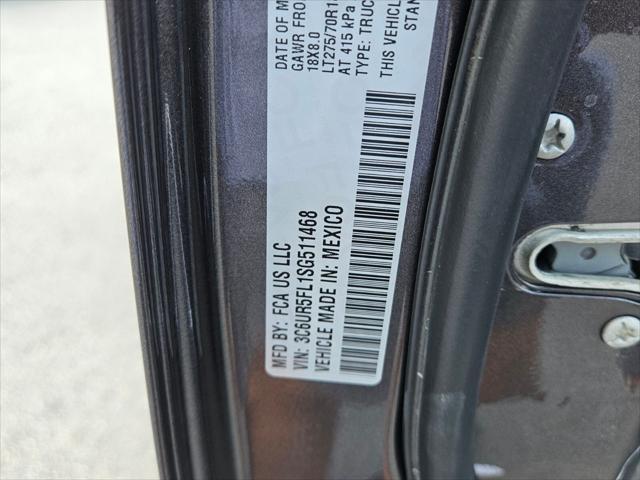 MFD BY: FCA US LLC DATE OF M
VIN: 3C6UR5FL1SG511468 GAWR FRO
VEHICLE MADE IN: MEXICO 18X8.0
LT275/70R1
AT 415 kPa
TYPE: TRUC
THIS VEHICLE
STAN